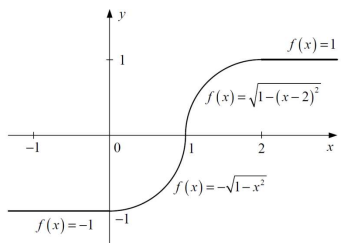 y
f(x)=1
1
f(x)=√(1-(x-2)²)
-1 0 1 2 x
f(x)=-√(1-x²)
f(x)=-1 -1